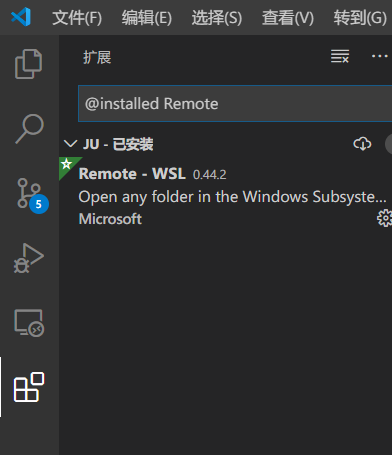 文件(F) 编辑(E) 选择(S) 查看(V) 转到(G)
扩展
@installed Remote
JU - 已安装
Remote - WSL 0.44.2
Open any folder in the Windows Subsyste...
Microsoft
5